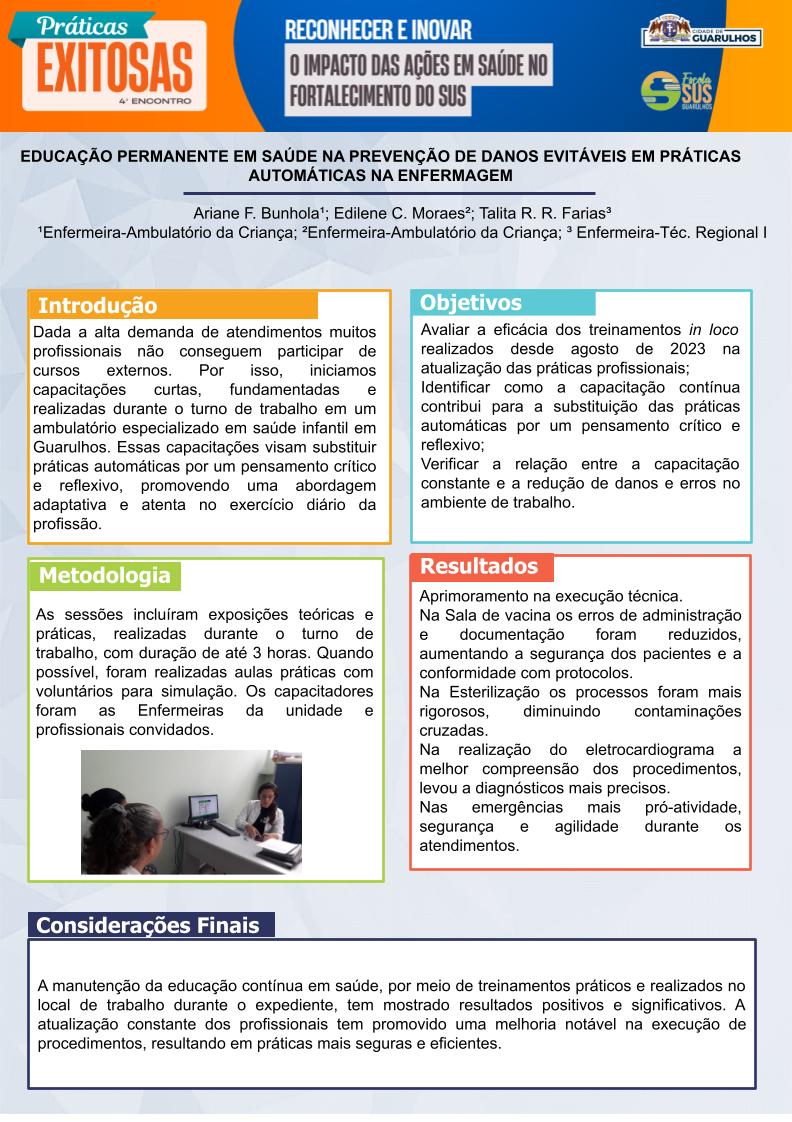 Práticas
EXITOSAS
4º ENCONTRO
RECONHECER E INOVAR
O IMPACTO DAS AÇÕES EM SAÚDE NO
FORTALECIMENTO DO SUS
CIDADE DE
GUARULHOS
Escola
SUS
GUARULHOS
EDUCAÇÃO PERMANENTE EM SAÚDE NA PREVENÇÃO DE DANOS EVITÁVEIS EM PRÁTICAS
AUTOMÁTICAS NA ENFERMAGEM
Ariane F. Bunhola¹; Edilene C. Moraes²; Talita R. R. Farias³
¹Enfermeira-Ambulatório da Criança; ²Enfermeira-Ambulatório da Criança; ³ Enfermeira-Téc. Regional I
Introdução
Dada a alta demanda de atendimentos muitos
profissionais não conseguem participar de
cursos externos. Por isso, iniciamos
capacitações curtas, fundamentadas e
realizadas durante o turno de trabalho em um
ambulatório especializado em saúde infantil em
Guarulhos. Essas capacitações visam substituir
práticas automáticas por um pensamento crítico
e reflexivo, promovendo uma abordagem
adaptativa e atenta no exercício diário da
profissão.
Objetivos
Avaliar a eficácia dos treinamentos in loco
realizados desde agosto de 2023 na
atualização das práticas profissionais;
Identificar como a capacitação contínua
contribui para a substituição das práticas
automáticas por um pensamento crítico e
reflexivo;
Verificar a relação entre a capacitação
constante e a redução de danos e erros no
ambiente de trabalho.
Metodologia
As sessões incluíram exposições teóricas e
práticas, realizadas durante o turno de
trabalho, com duração de até 3 horas. Quando
possível, foram realizadas aulas práticas com
voluntários para simulação. Os capacitadores
foram as Enfermeiras da unidade e
profissionais convidados.
Resultados
Aprimoramento na execução técnica.
Na Sala de vacina os erros de administração
e documentação foram reduzidos,
aumentando a segurança dos pacientes e a
conformidade com protocolos.
Na Esterilização os processos foram mais
rigorosos, diminuindo contaminações
cruzadas.
Na realização do eletrocardiograma a
melhor compreensão dos procedimentos,
levou a diagnósticos mais precisos.
Nas emergências mais pró-atividade,
segurança e agilidade durante os
atendimentos.
Considerações Finais
A manutenção da educação contínua em saúde, por meio de treinamentos práticos e realizados no
local de trabalho durante o expediente, tem mostrado resultados positivos e significativos. A
atualização constante dos profissionais tem promovido uma melhoria notável na execução de
procedimentos, resultando em práticas mais seguras e eficientes.